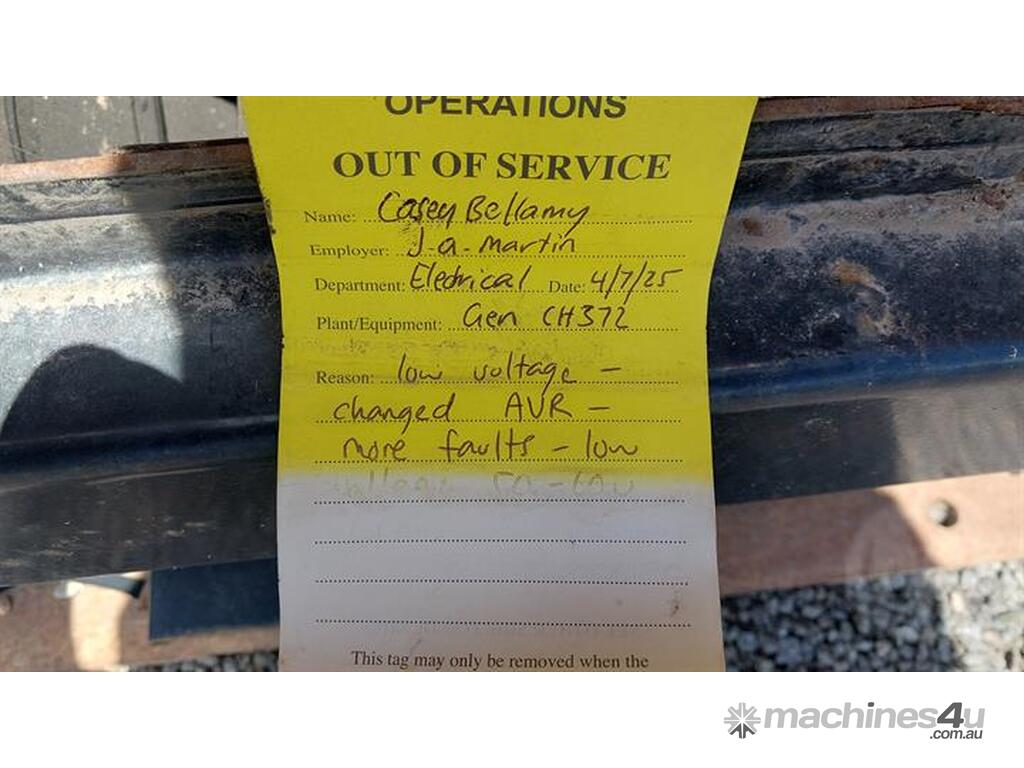 OPERATIONS
OUT OF SERVICE
Name: Casey Bellamy
Employer: J-a-Martin
Department: Electrical Date: 4/7/25
Plant/Equipment: Gen CH372
Reason: low voltage -
changed AVR -
more faults - low
50-60v
This tag may only be removed when the
machines4u
.com.au